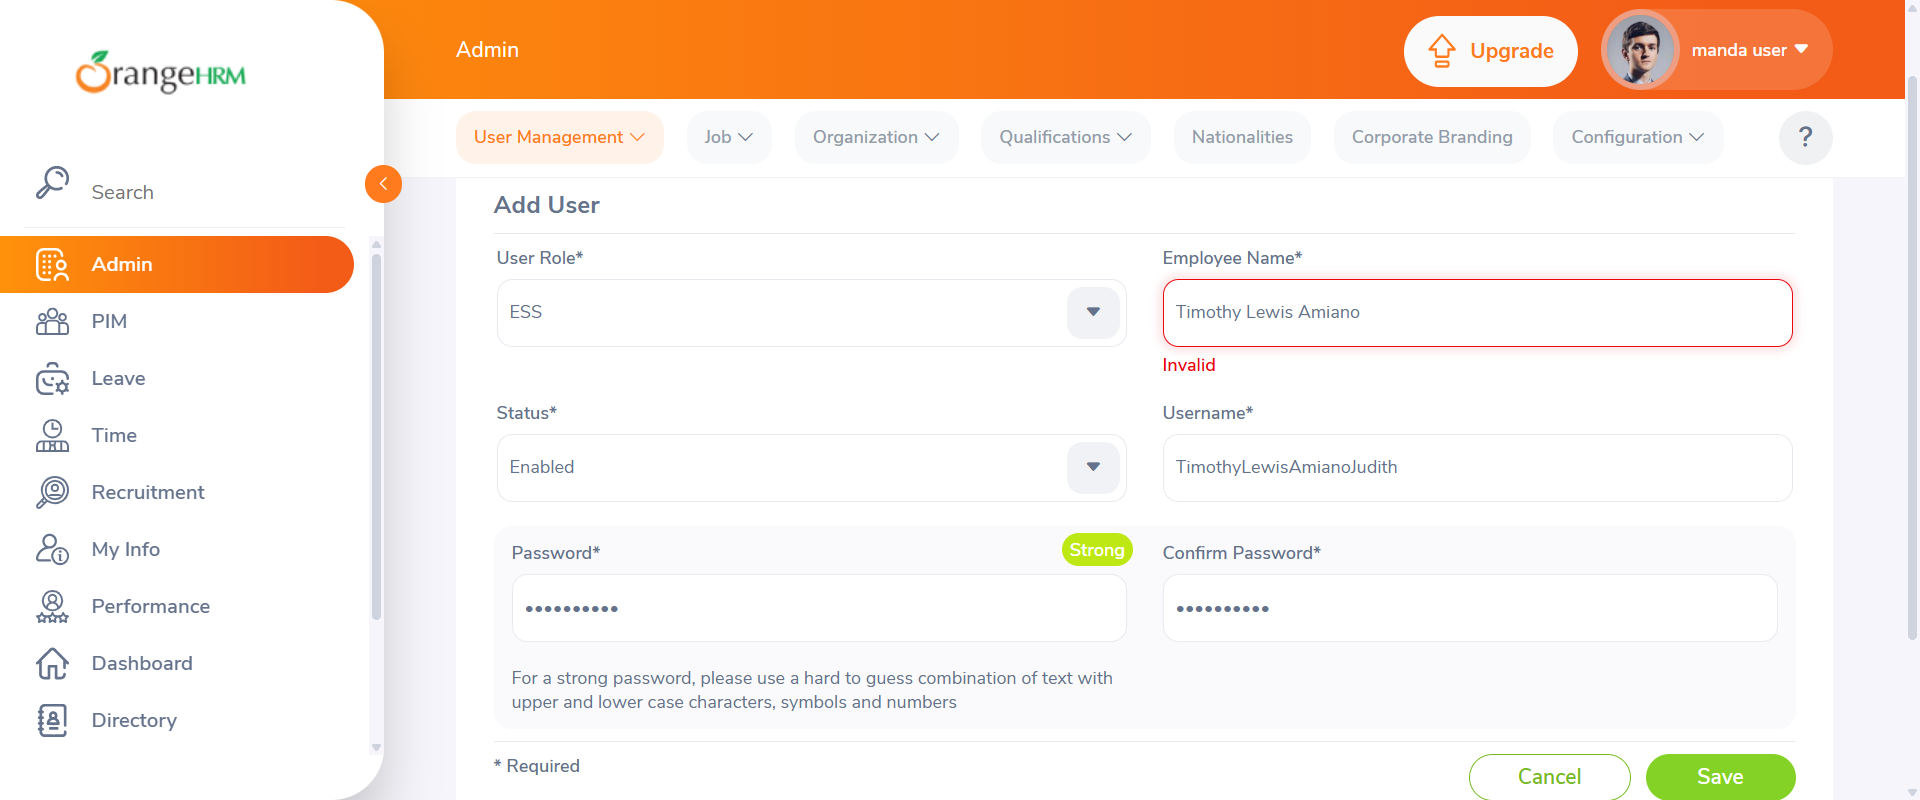 OrangeHRM
Admin
Upgrade
manda user
User Management
Job
Organization
Qualifications
Nationalities
Corporate Branding
Configuration
?
Search
Admin
PIM
Leave
Time
Recruitment
My Info
Performance
Dashboard
Directory
Add User
User Role*
ESS
Employee Name*
Timothy Lewis Amiano
Invalid
Status*
Enabled
Username*
TimothyLewisAmianoJudith
Password*
Strong
••••••••••
Confirm Password*
••••••••••
For a strong password, please use a hard to guess combination of text with
upper and lower case characters, symbols and numbers
* Required
Cancel
Save